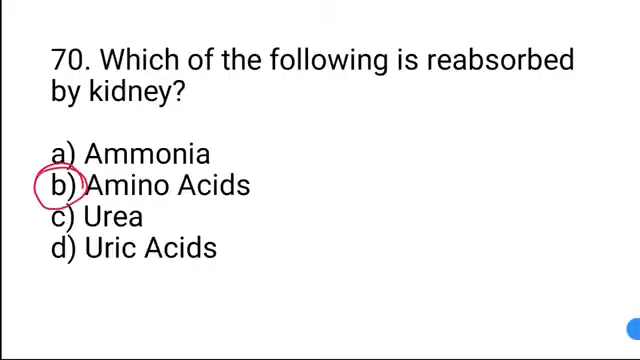 70. Which of the following is reabsorbed
by kidney?
a) Ammonia
b) Amino Acids
c) Urea
d) Uric Acids